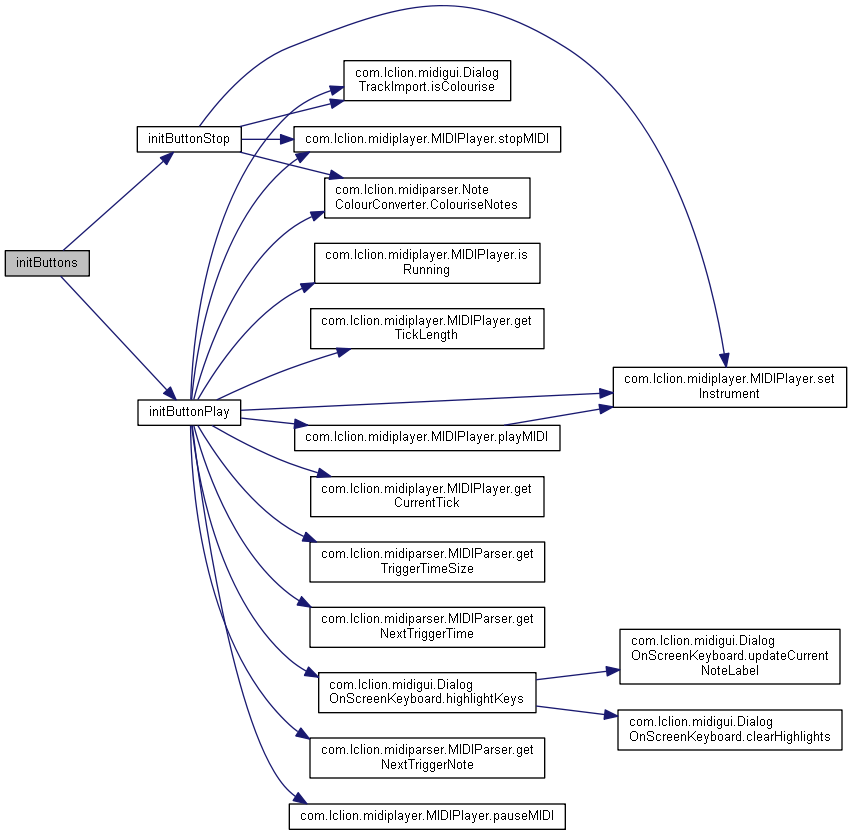 com.lclion.midigui.Dialog
TrackImport.isColourise
initButtonStop
com.lclion.midiplayer.MIDIPlayer.stopMIDI
com.lclion.midiparser.Note
ColourConverter.ColouriseNotes
initButtons
com.lclion.midiplayer.MIDIPlayer.is
Running
com.lclion.midiplayer.MIDIPlayer.get
TickLength
com.lclion.midiplayer.MIDIPlayer.set
Instrument
initButtonPlay
com.lclion.midiplayer.MIDIPlayer.playMIDI
com.lclion.midiplayer.MIDIPlayer.get
CurrentTick
com.lclion.midiparser.MIDIParser.get
TriggerTimeSize
com.lclion.midiparser.MIDIParser.get
NextTriggerTime
com.lclion.midigui.Dialog
OnScreenKeyboard.updateCurrent
NoteLabel
com.lclion.midigui.Dialog
OnScreenKeyboard.highlightKeys
com.lclion.midigui.Dialog
OnScreenKeyboard.clearHighlights
com.lclion.midiparser.MIDIParser.get
NextTriggerNote
com.lclion.midiplayer.MIDIPlayer.pauseMIDI